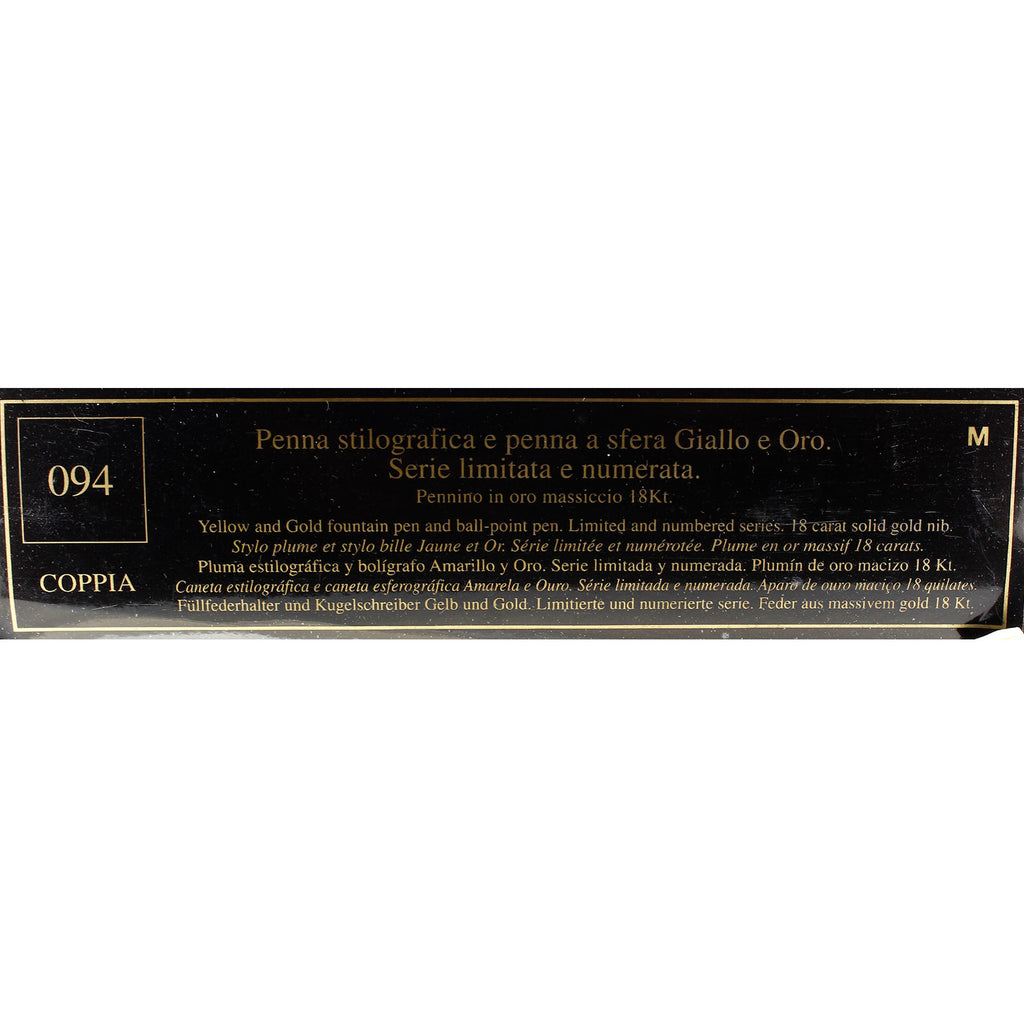 094
COPPIA
Penna stilografica e penna a sfera Giallo e Oro.
Serie limitata e numerata.
Pennino in oro massiccio 18Kt.
Yellow and Gold fountain pen and ball-point pen. Limited and numbered series. 18 carat solid gold nib.
Stylo plume et stylo bille Jaune et Or. Série limitée et numérotée. Plume en or massif 18 carats.
Pluma estilográfica y bolígrafo Amarillo y Oro. Serie limitada y numerada. Plumín de oro macizo 18 Kt.
Caneta estilográfica e caneta esferográfica Amarela e Ouro. Série limitada e numerada. Aparo de ouro maciço 18 quilates.
Füllfederhalter und Kugelschreiber Gelb und Gold. Limitierte und numerierte serie. Feder aus massivem gold 18 Kt.
M